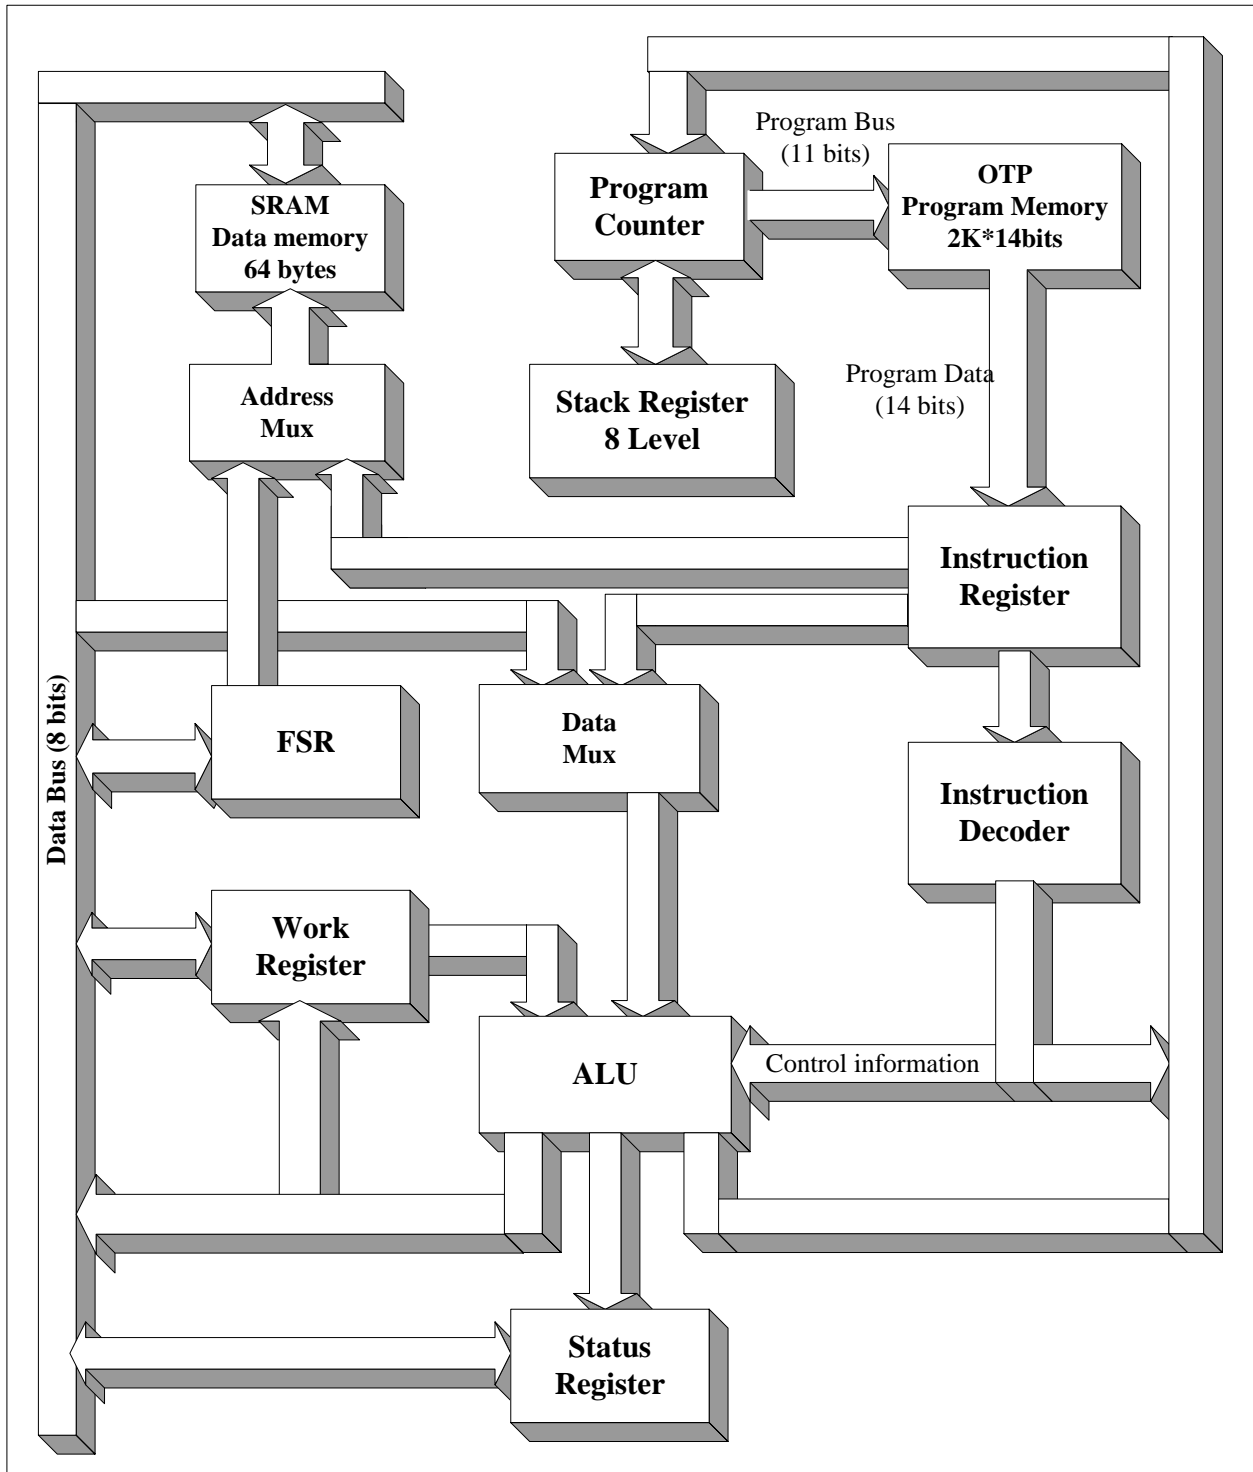 Program Bus
(11 bits)
OTP
Program Memory
2K*14bits
Program
Counter
SRAM
Data memory
64 bytes
Address
Mux
Stack Register
8 Level
Program Data
(14 bits)
Instruction
Register
Data Bus (8 bits)
FSR
Data
Mux
Instruction
Decoder
Work
Register
ALU
Control information
Status
Register